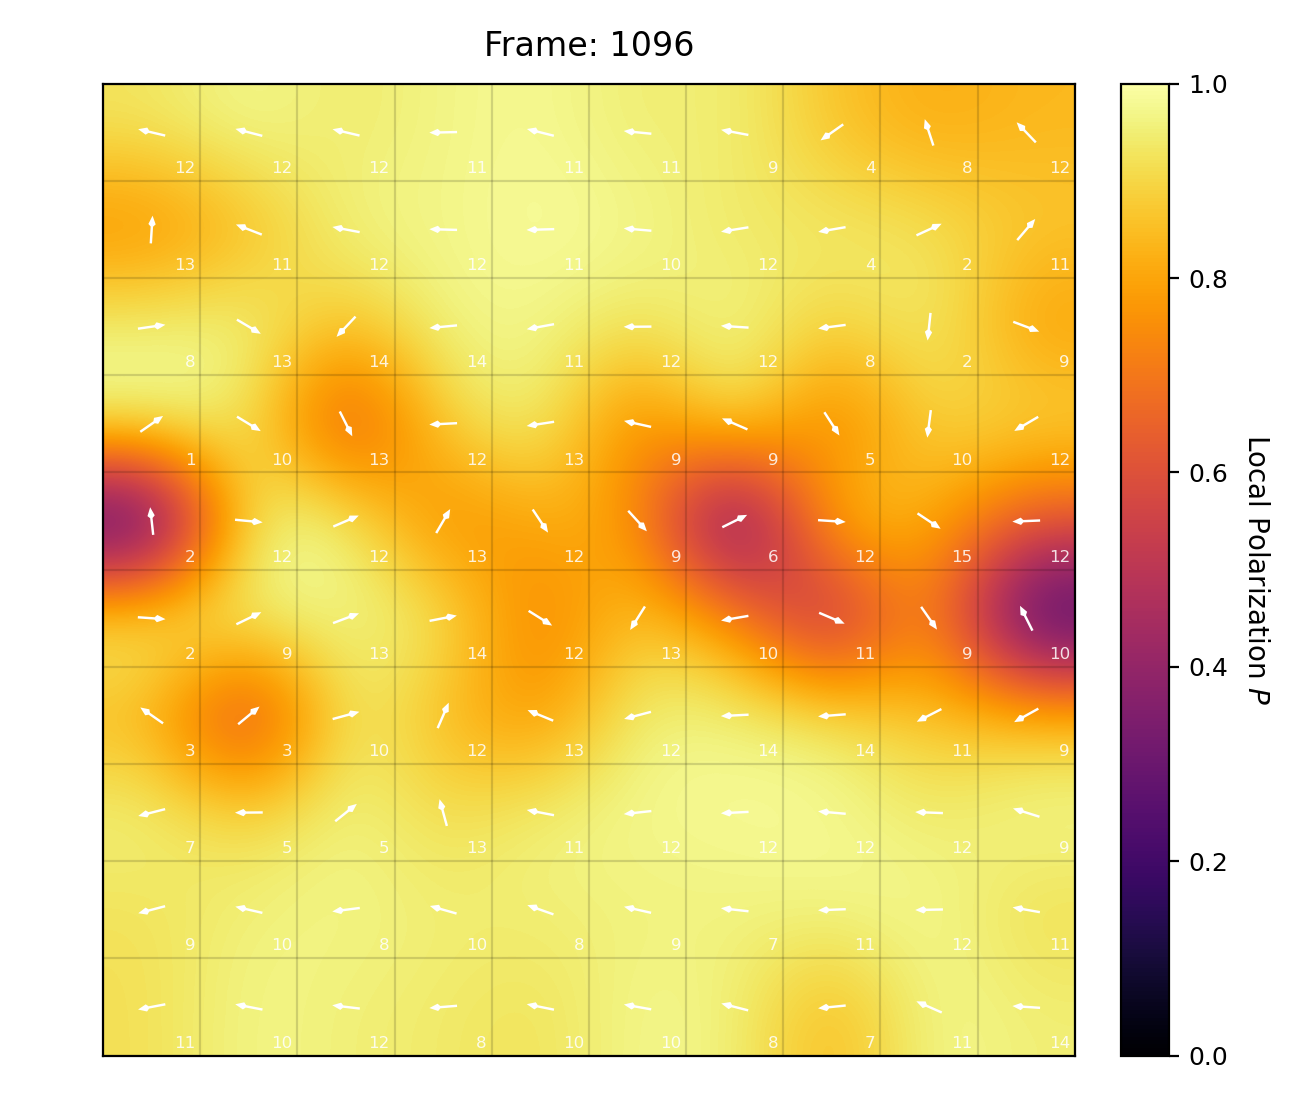 Frame: 1096
12 12 12 11 11 11 9 4 8 12
13 11 12 12 11 10 12 4 2 11
8 13 14 14 11 12 12 8 2 9
1 10 13 12 13 9 9 5 10 12
2 12 12 13 12 9 6 12 15 12
2 9 13 14 12 13 10 11 9 10
3 3 10 12 13 12 14 14 11 9
7 5 5 13 11 12 12 12 12 9
9 10 8 10 8 9 7 11 12 11
11 10 12 8 10 10 8 7 11 14
1.0
0.8
0.6
0.4
0.2
0.0
Local Polarization P